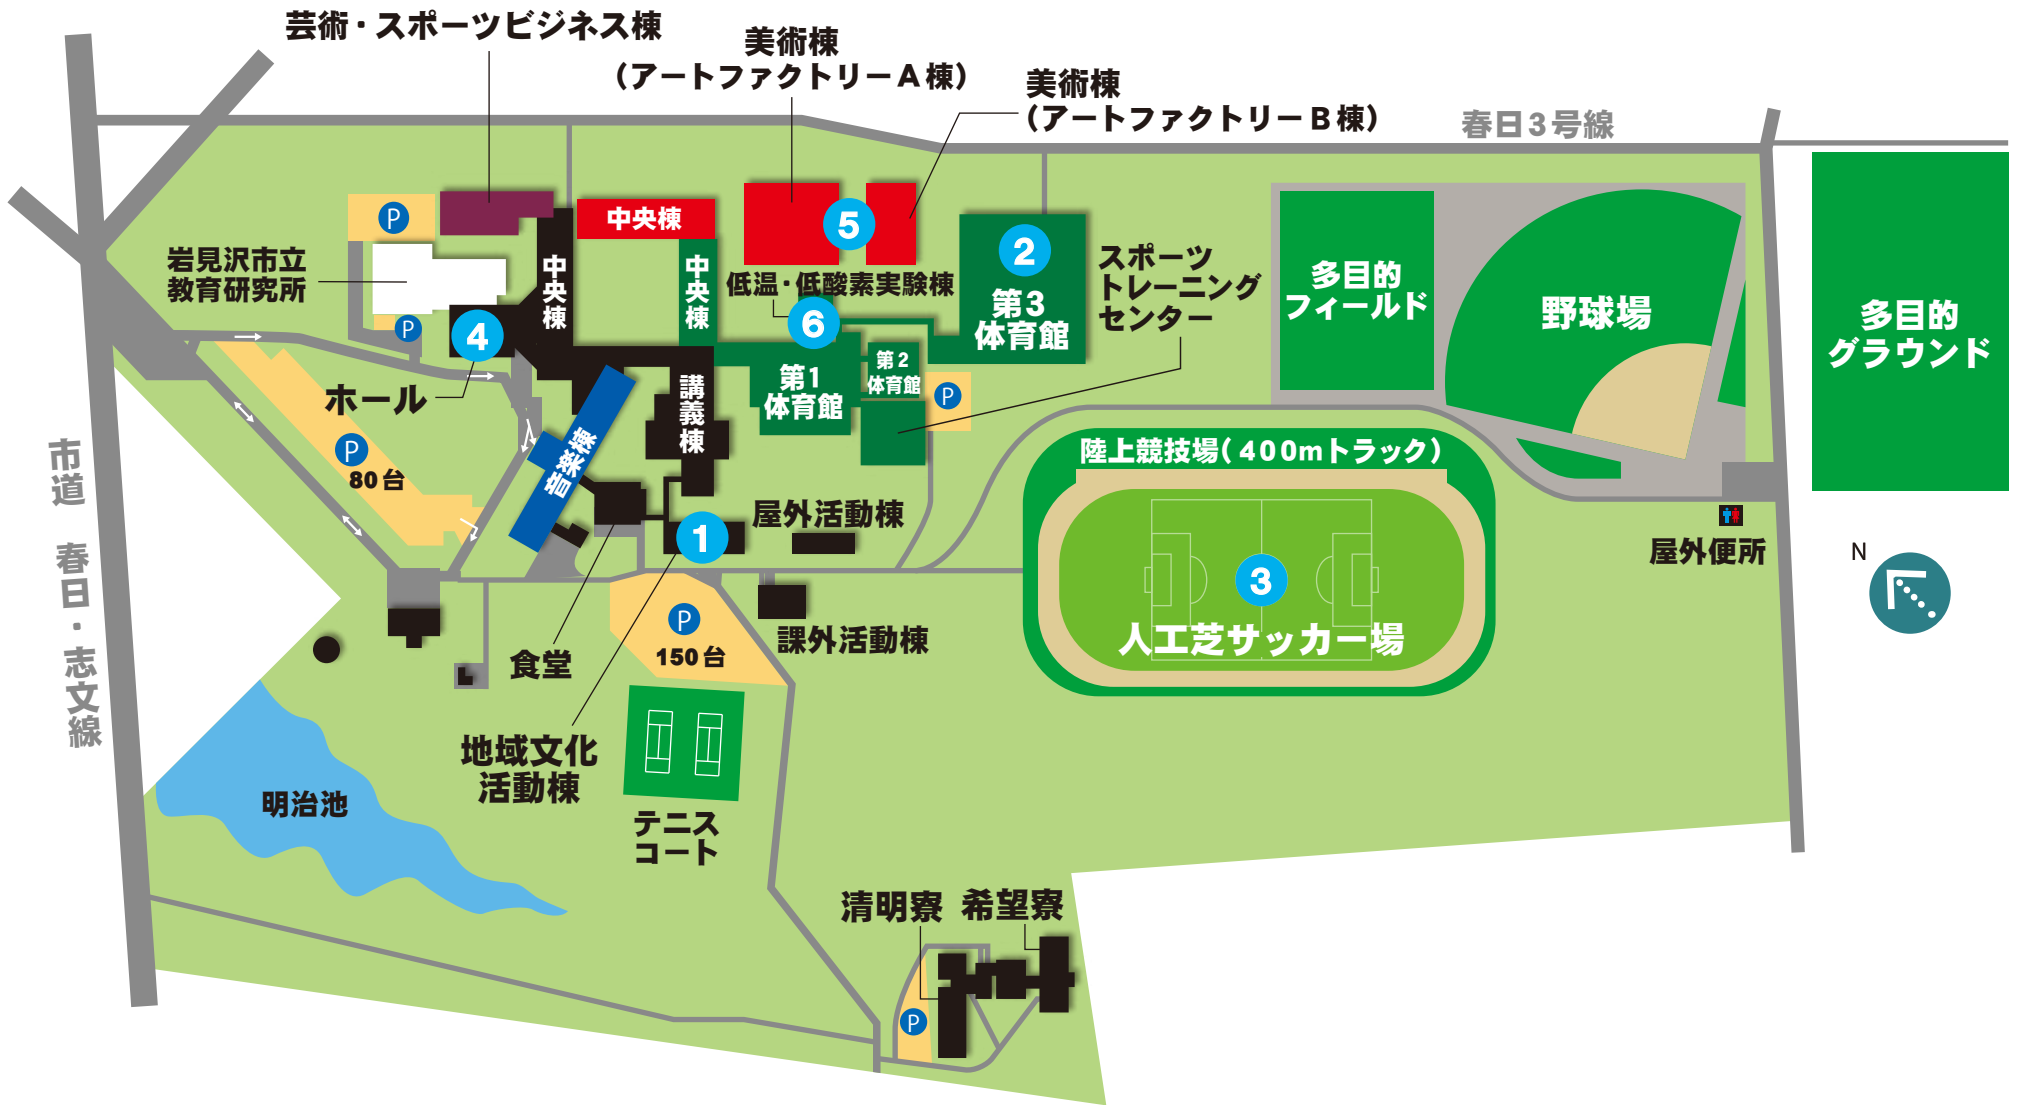 芸術・スポーツビジネス棟
美術棟
（アートファクトリーＡ棟）
美術棟
（アートファクトリーＢ棟）
春日3号線
P
中央棟
5
2
第3
体育館
スポーツ
トレーニング
センター
岩見沢市立
教育研究所
中央棟
中央棟
低温・低酸素実験棟
6
多目的
フィールド
野球場
多目的
グラウンド
P
4
ホール
第1
体育館
第2
体育館
P
講義棟
音楽棟
P
80台
陸上競技場（400mトラック）
市道 春日・志文線
1
屋外活動棟
屋外便所
N
3
人工芝サッカー場
P
150台
課外活動棟
食堂
地域文化
活動棟
テニス
コート
明治池
清明寮
希望寮
P